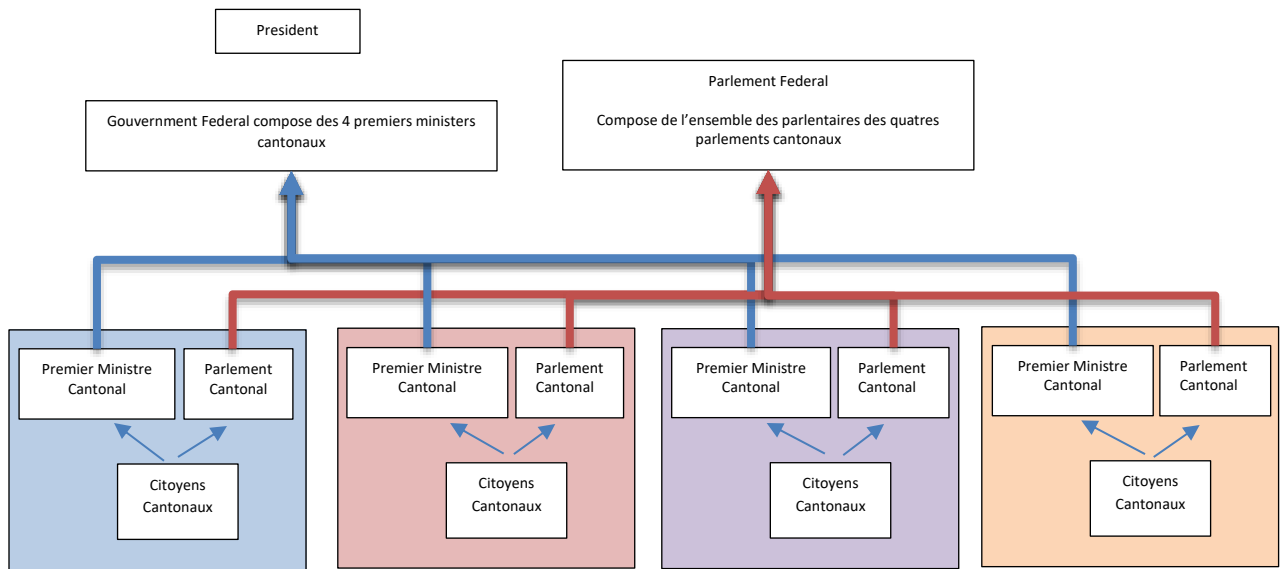 President
Parlement Federal
Compose de l’ensemble des parlentaires des quatres
parlements cantonaux
Gouvernment Federal compose des 4 premiers ministers
cantonaux
Premier Ministre
Cantonal
Parlement
Cantonal
Citoyens
Cantonaux
Premier Ministre
Cantonal
Parlement
Cantonal
Citoyens
Cantonaux
Premier Ministre
Cantonal
Parlement
Cantonal
Citoyens
Cantonaux
Premier Ministre
Cantonal
Parlement
Cantonal
Citoyens
Cantonaux